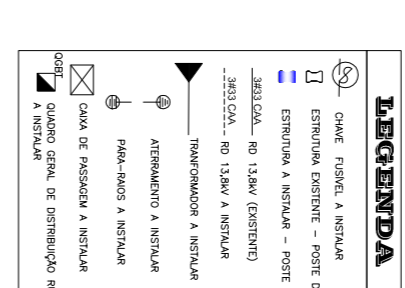 LEGENDA
CHAVE FUSÍVEL A INSTALAR
ESTRUTURA EXISTENTE – POSTE D
ESTRUTURA A INSTALAR – POSTE
3#33 CAA RD 13,8kV (EXISTENTE)
3#33 CAA RD 13,8kV A INSTALAR
TRANFORMADOR A INSTALAR
ATERRAMENTO A INSTALAR
PÁRA-RAIOS A INSTALAR
CAIXA DE PASSAGEM A INSTALAR
QGBT
QUADRO GERAL DE DISTRIBUIÇÃO
A INSTALAR